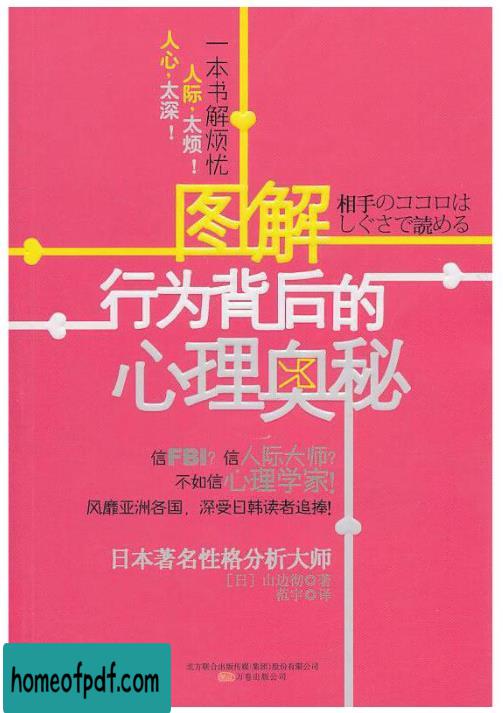 人心，太深！
人际，太烦！
一本书解烦忧
图解
相手のココロは
しぐさで読める
行为背后的
心理奥秘
信FBI？信人际大师？
不如信心理学家！
风靡亚洲各国，深受日韩读者追捧！
日本著名性格分析大师
［日］山边彻◎著
范宇◎译
北方联合出版传媒（集团）股份有限公司
万卷出版公司
homeofpdf.com